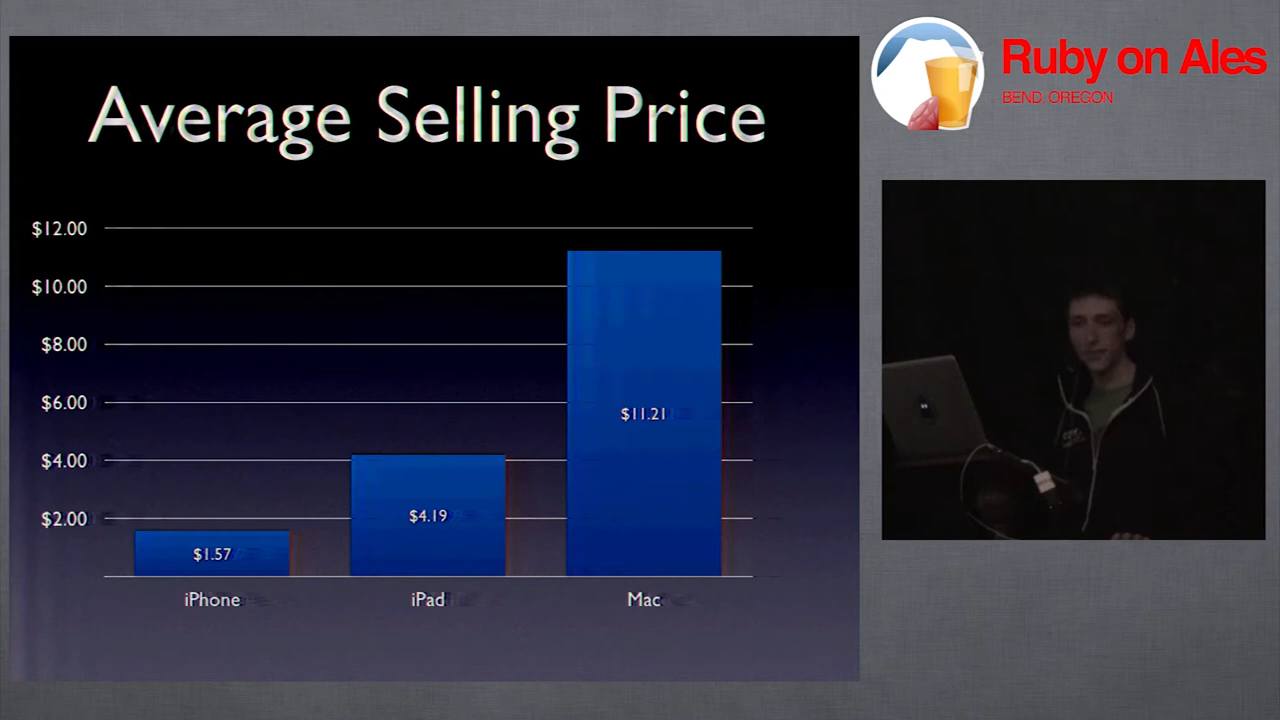 Average Selling Price
$12.00
$10.00
$8.00
$6.00
$4.00
$2.00
$1.57
$4.19
$11.21
iPhone
iPad
Mac
Ruby on Ales
BEND, OREGON